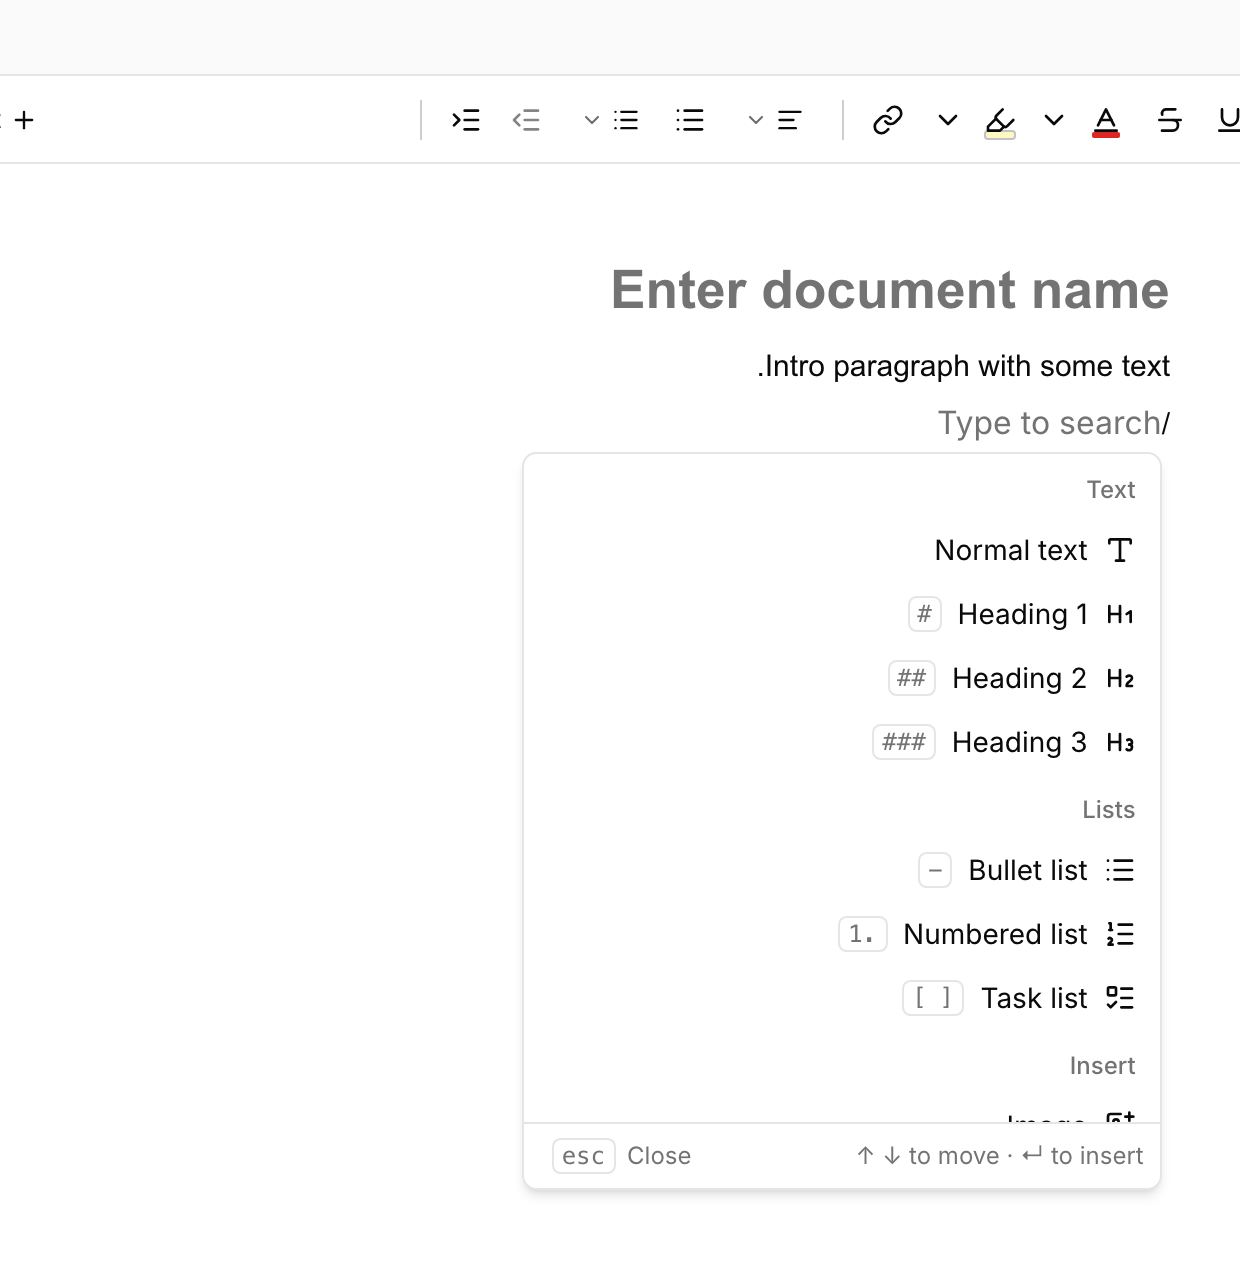 Enter document name
.Intro paragraph with some text
Type to search/
Text
Normal text
# Heading 1 H1
## Heading 2 H2
### Heading 3 H3
Lists
– Bullet list
1. Numbered list
[ ] Task list
Insert
Image
esc Close ↑ ↓ to move · ↵ to insert